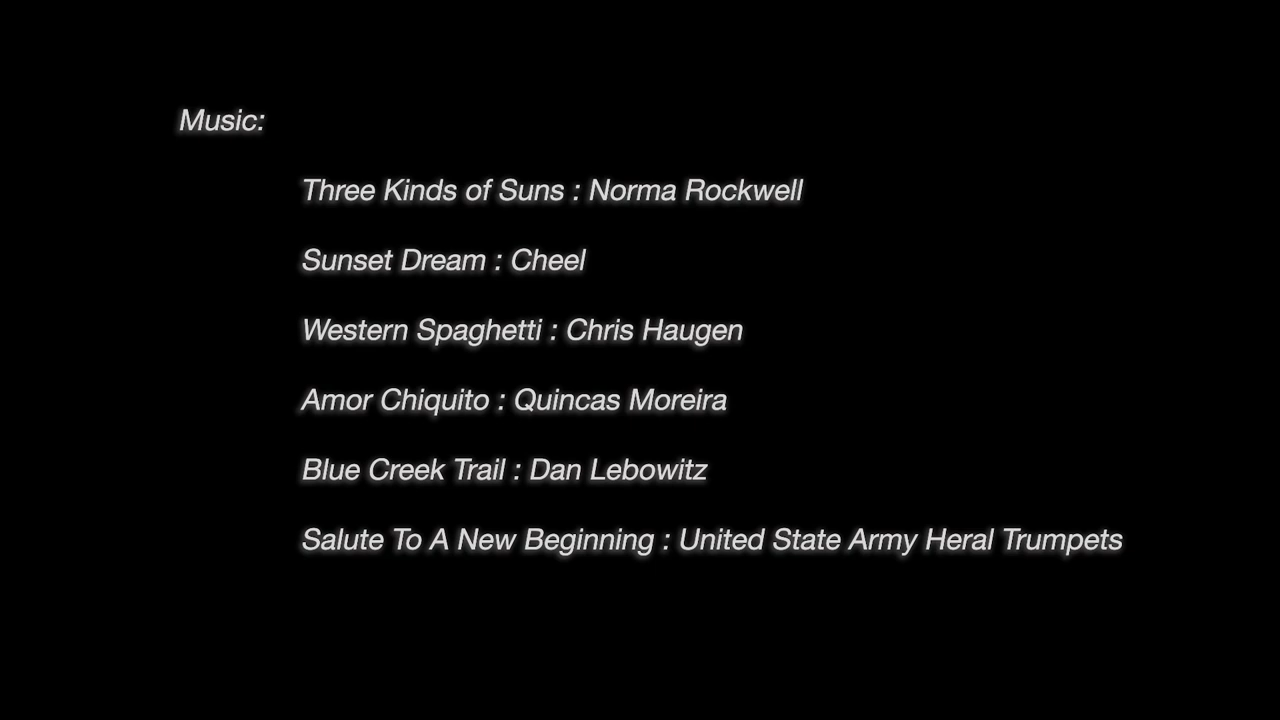 Music:
Three Kinds of Suns : Norma Rockwell
Sunset Dream : Cheel
Western Spaghetti : Chris Haugen
Amor Chiquito : Quincas Moreira
Blue Creek Trail : Dan Lebowitz
Salute To A New Beginning : United State Army Heral Trumpets